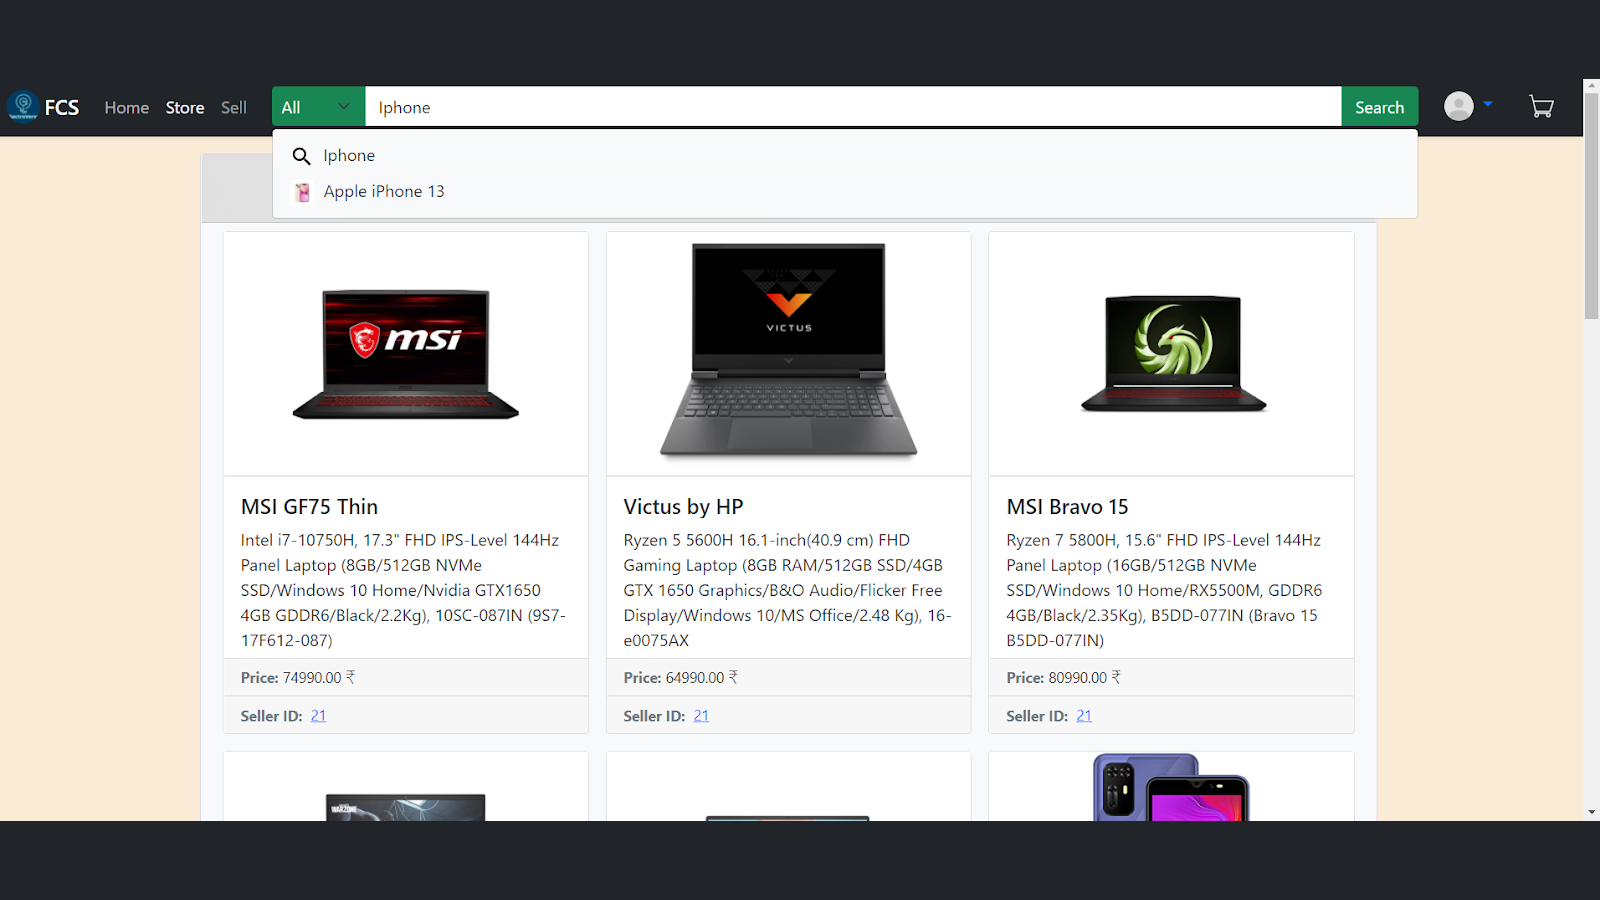 FCS Home Store Sell All Iphone Search
Iphone
Apple iPhone 13
msi
VICTUS
MSI GF75 Thin
Intel i7-10750H, 17.3" FHD IPS-Level 144Hz
Panel Laptop (8GB/512GB NVMe
SSD/Windows 10 Home/Nvidia GTX1650
4GB GDDR6/Black/2.2Kg), 10SC-087IN (9S7-
17F612-087)
Price: 74990.00 ₹
Seller ID: 21
Victus by HP
Ryzen 5 5600H 16.1-inch(40.9 cm) FHD
Gaming Laptop (8GB RAM/512GB SSD/4GB
GTX 1650 Graphics/B&O Audio/Flicker Free
Display/Windows 10/MS Office/2.48 Kg), 16-
e0075AX
Price: 64990.00 ₹
Seller ID: 21
MSI Bravo 15
Ryzen 7 5800H, 15.6" FHD IPS-Level 144Hz
Panel Laptop (16GB/512GB NVMe
SSD/Windows 10 Home/RX5500M, GDDR6
4GB/Black/2.35Kg), B5DD-077IN (Bravo 15
B5DD-077IN)
Price: 80990.00 ₹
Seller ID: 21
WARZONE